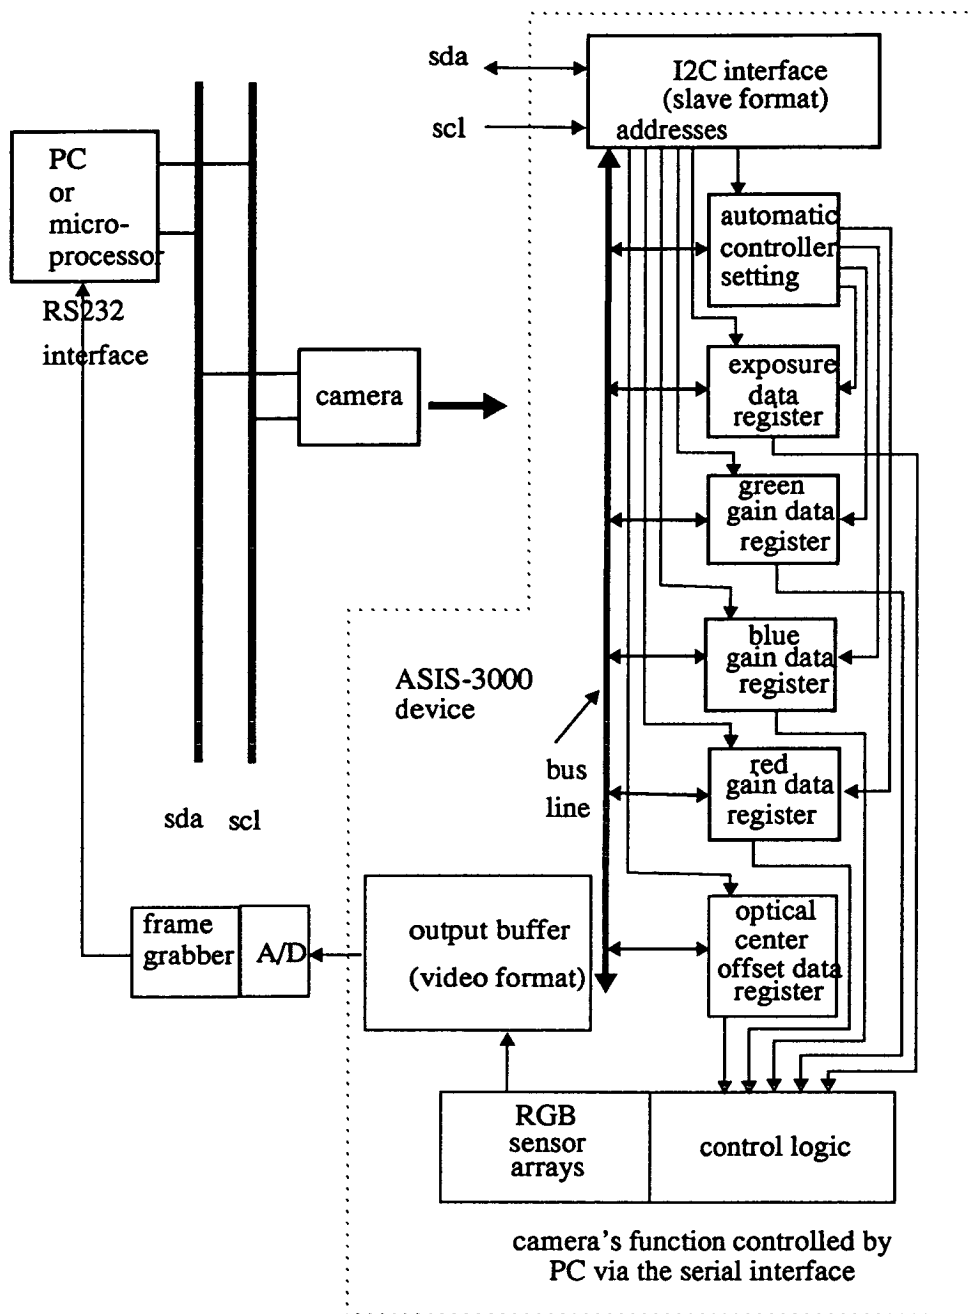 sda
I2C interface
(slave format)
scl
addresses
PC
or
micro-
processor
RS232
interface
camera
automatic
controller
setting
exposure
data
register
green
gain data
register
blue
gain data
register
ASIS-3000
device
bus
line
red
gain data
register
sda scl
frame
grabber
A/D
output buffer
(video format)
optical
center
offset data
register
RGB
sensor
arrays
control logic
camera's function controlled by
PC via the serial interface